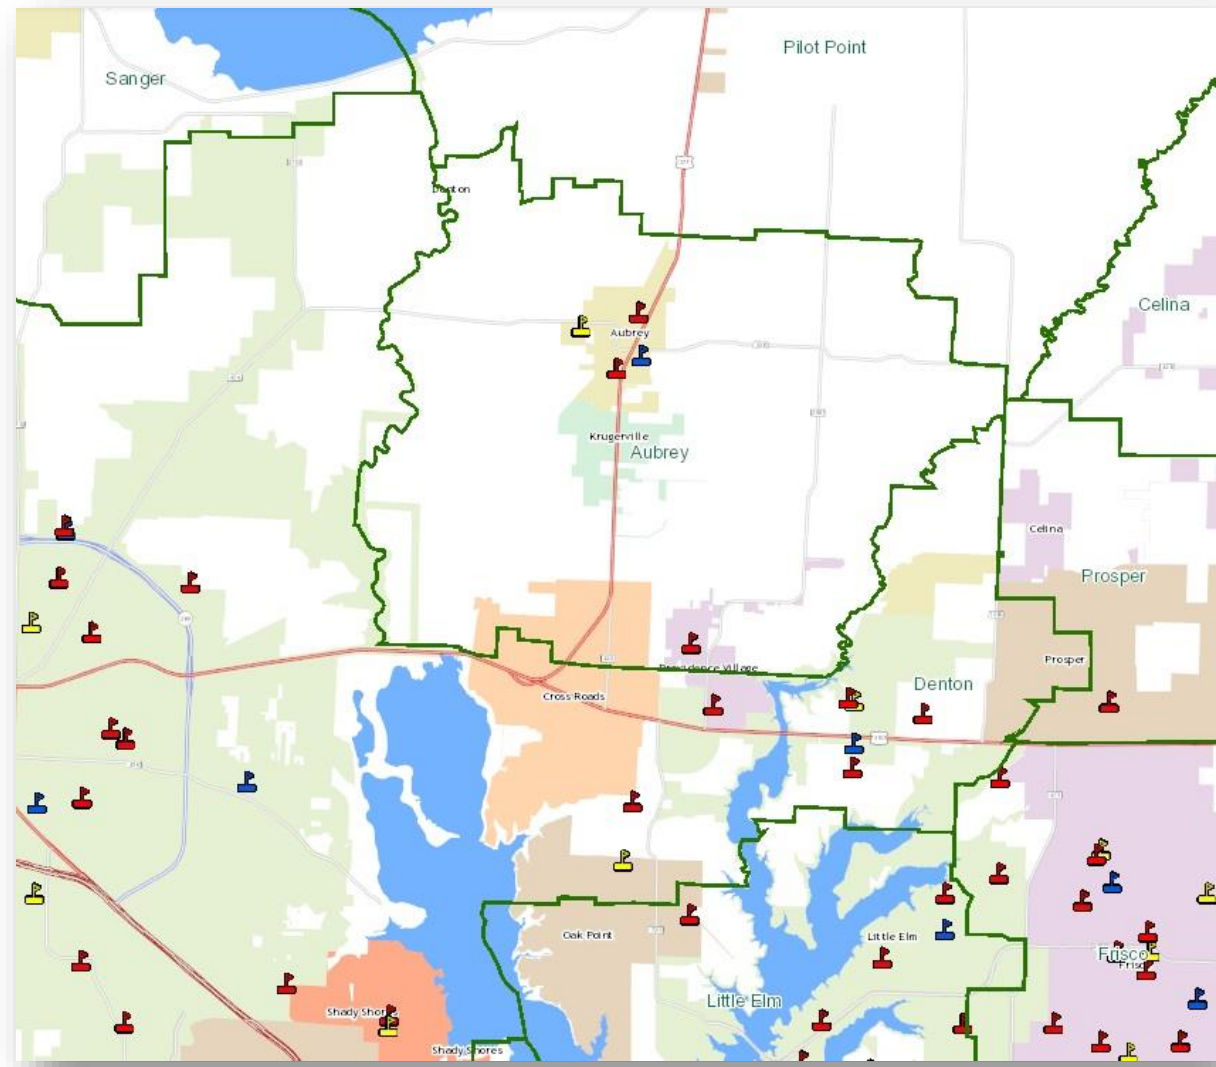 Pilot Point
Sanger
Denton
Celina
Aubrey
Krugerville
Aubrey
Celina
Prosper
Prosper
Providence Village
Denton
Cross Roads
Oak Point
Little Elm
Frisco
Little Elm
Shady Shores
Shady Shores